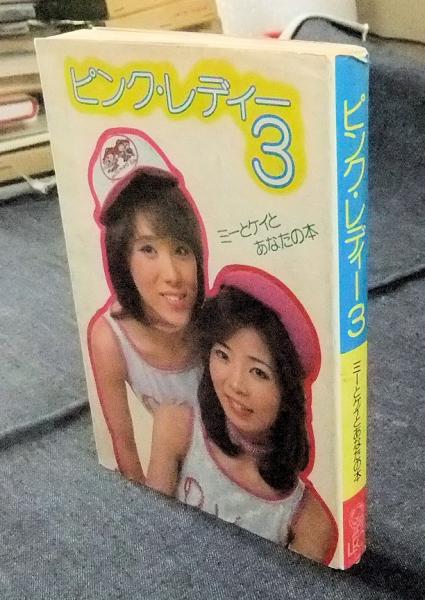 ピンク・レディー
3
ミーとケイと
あなたの本
ピンク・レディー3
ミーとケイとあなたの本